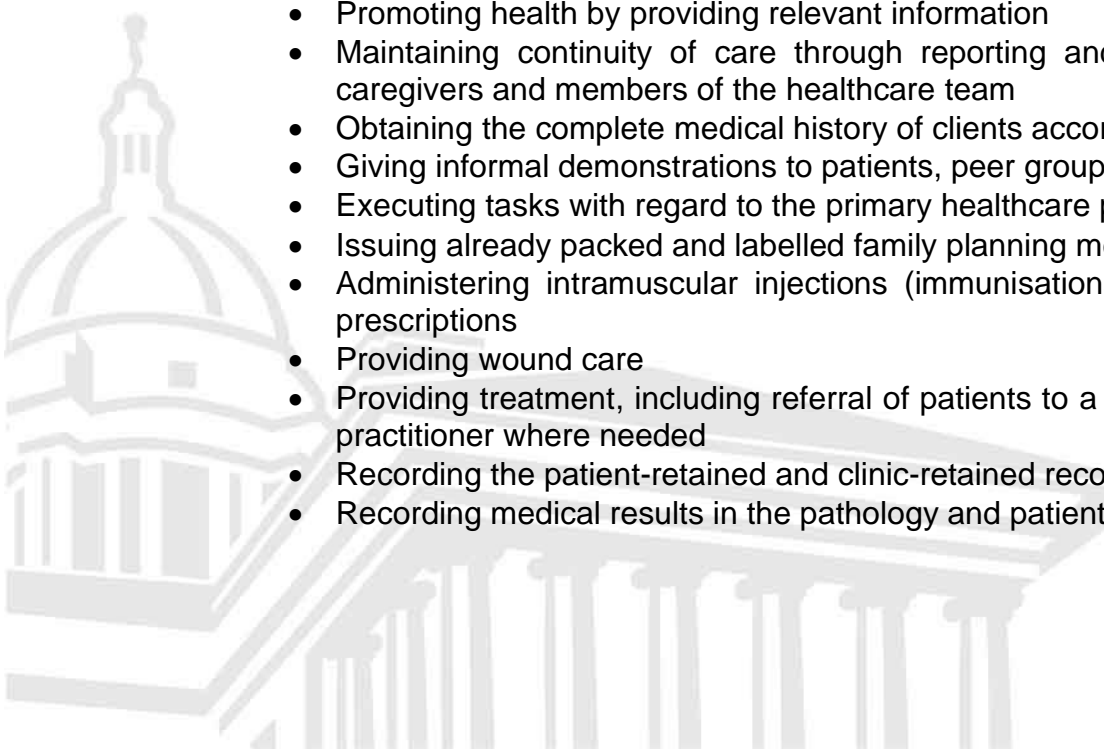 • Promoting health by providing relevant information
• Maintaining continuity of care through reporting and
caregivers and members of the healthcare team
• Obtaining the complete medical history of clients
• Giving informal demonstrations to patients, peer group
• Executing tasks with regard to the primary healthcare
• Issuing already packed and labelled family planning
• Administering intramuscular injections (immunisation
prescriptions
• Providing wound care
• Providing treatment, including referral of patients to a
practitioner where needed
• Recording the patient-retained and clinic-retained
• Recording medical results in the pathology and patient